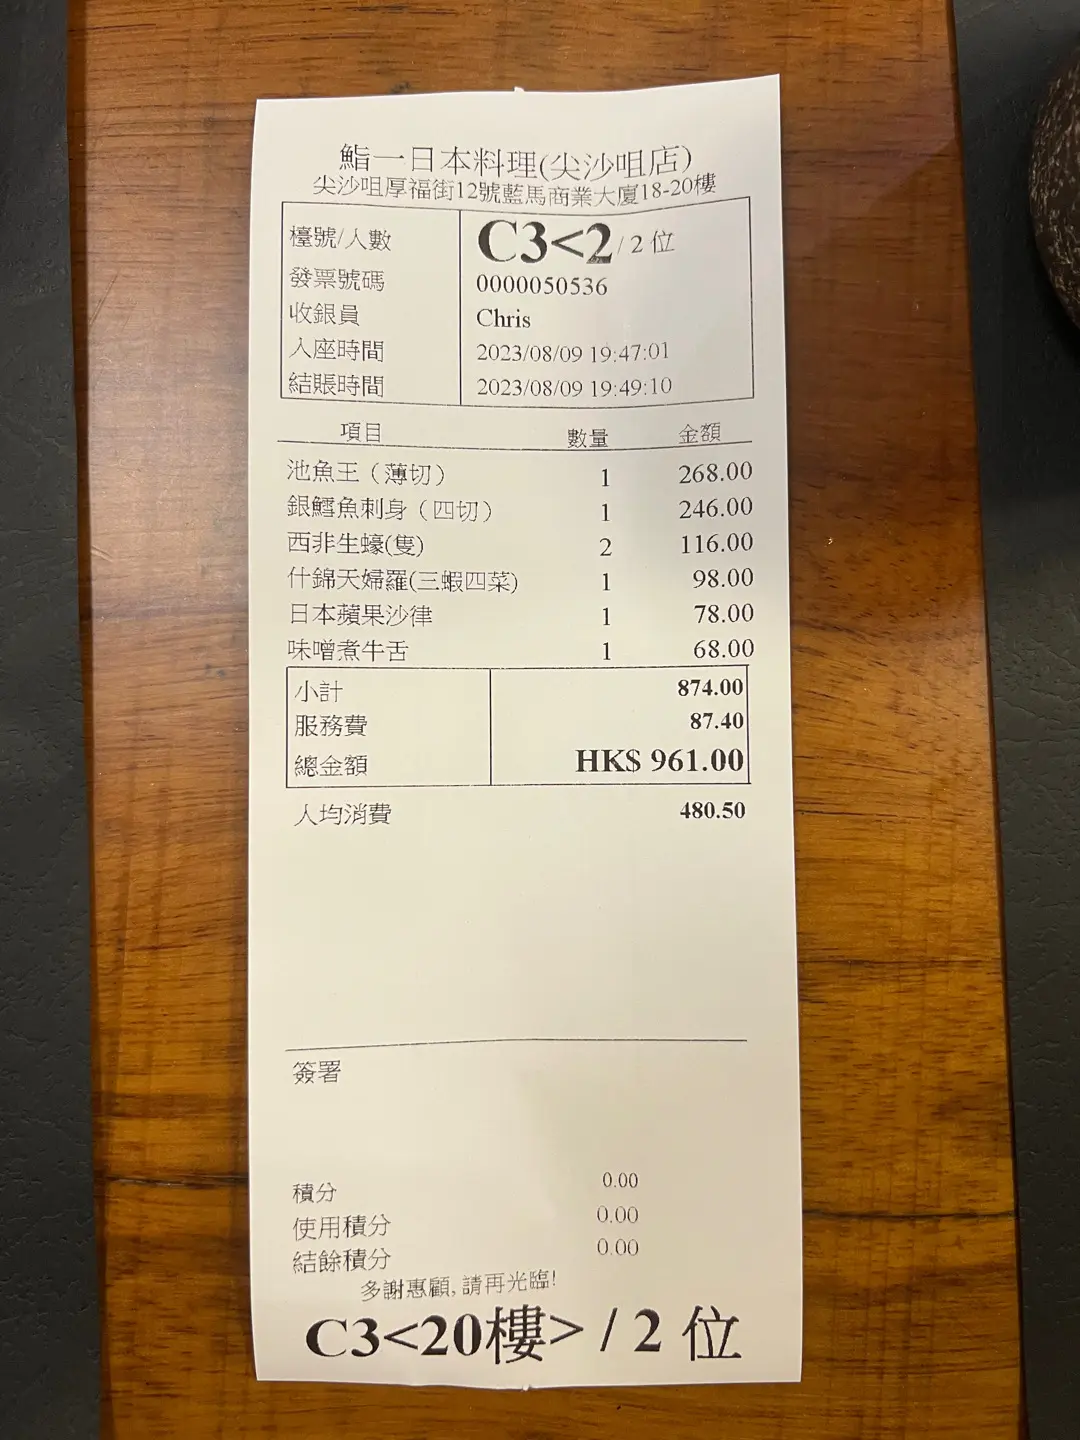 鮨一日本料理(尖沙咀店)
尖沙咀厚福街12號藍馬商業大廈18-20樓
檯號/人數 C3<2 / 2 位
發票號碼 0000050536
收銀員 Chris
入座時間 2023/08/09 19:47:01
結賬時間 2023/08/09 19:49:10
項目 數量 金額
池魚王（薄切） 1 268.00
銀鱈魚刺身（四切） 1 246.00
西非生蠔(隻) 2 116.00
什錦天婦羅(三蝦四菜) 1 98.00
日本蘋果沙律 1 78.00
味噌煮牛舌 1 68.00
小計 874.00
服務費 87.40
總金額 HK$ 961.00
人均消費 480.50
簽署
積分 0.00
使用積分 0.00
結餘積分 0.00
多謝惠顧, 請再光臨!
C3<20樓> / 2 位